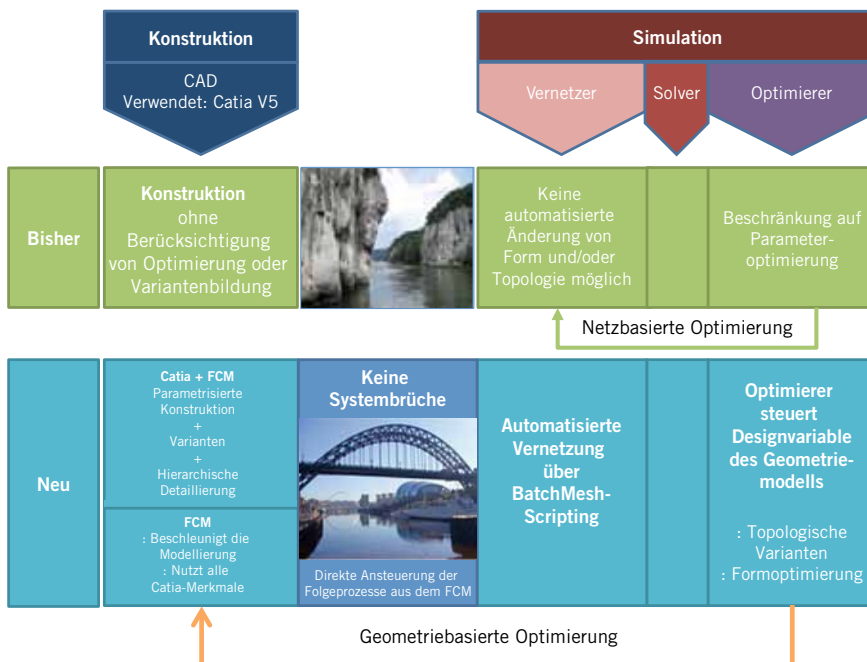 Konstruktion
CAD
Verwendet: Catia V5
Simulation
Vernetzer
Solver
Optimierer
Bisher
Konstruktion
ohne
Berücksichtigung
von Optimierung oder
Variantenbildung
Keine
automatisierte
Änderung von
Form und/oder
Topologie möglich
Beschränkung auf
Parameter-
optimierung
Netzbasierte Optimierung
Neu
Catia + FCM
Parametrisierte
Konstruktion
+
Varianten
+
Hierarchische
Detaillierung
FCM
: Beschleunigt die
Modellierung
: Nutzt alle
Catia-Merkmale
Keine
Systembrüche
Direkte Ansteuerung der
Folgeprozesse aus dem FCM
Automatisierte
Vernetzung
über
BatchMesh-
Scripting
Optimierer
steuert
Designvariable
des Geometrie-
modells
: Topologische
Varianten
: Formoptimierung
Geometriebasierte Optimierung